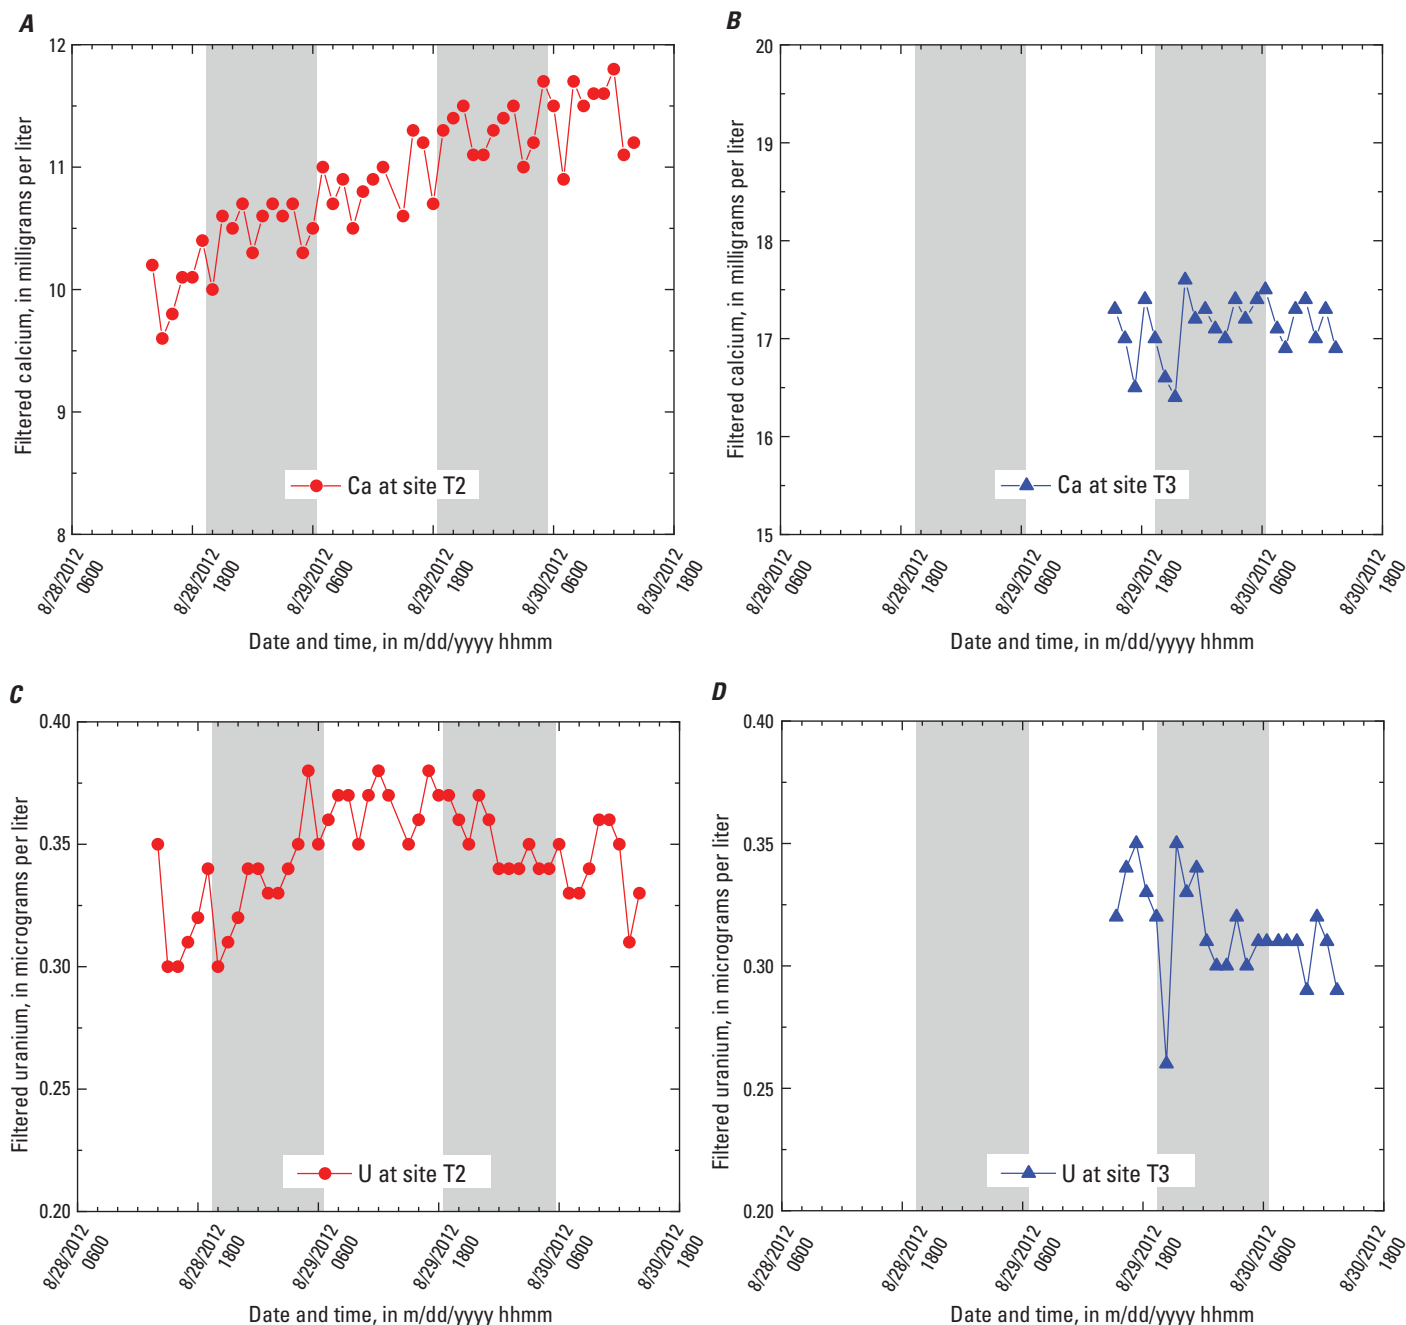 A
12
11
10
9
8
Filtered calcium, in milligrams per liter
Ca at site T2
8/28/2012 0600
8/28/2012 1800
8/29/2012 0600
8/29/2012 1800
8/30/2012 0600
8/30/2012 1800
Date and time, in m/dd/yyyy hhmm
B
20
19
18
17
16
15
Filtered calcium, in milligrams per liter
Ca at site T3
8/28/2012 0600
8/28/2012 1800
8/29/2012 0600
8/29/2012 1800
8/30/2012 0600
8/30/2012 1800
Date and time, in m/dd/yyyy hhmm
C
0.40
0.35
0.30
0.25
0.20
Filtered uranium, in micrograms per liter
U at site T2
8/28/2012 0600
8/28/2012 1800
8/29/2012 0600
8/29/2012 1800
8/30/2012 0600
8/30/2012 1800
Date and time, in m/dd/yyyy hhmm
D
0.40
0.35
0.30
0.25
0.20
Filtered uranium, in micrograms per liter
U at site T3
8/28/2012 0600
8/28/2012 1800
8/29/2012 0600
8/29/2012 1800
8/30/2012 0600
8/30/2012 1800
Date and time, in m/dd/yyyy hhmm